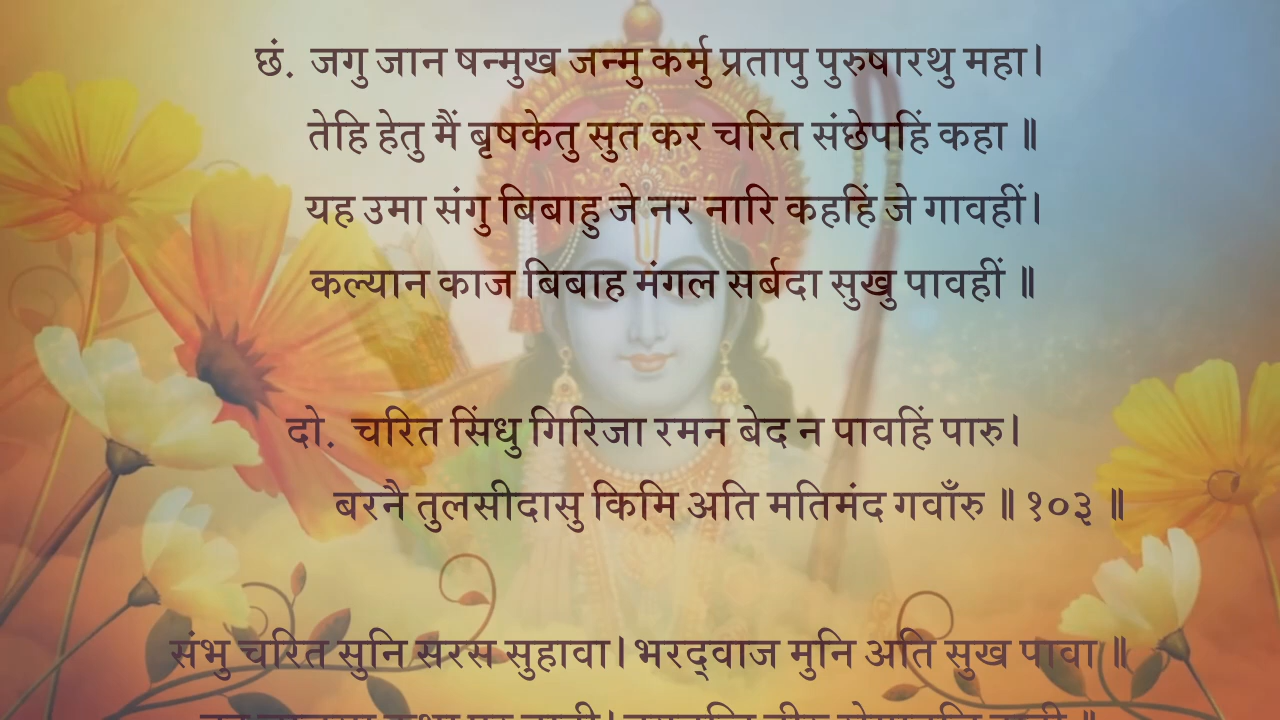 छं. जगु जान षन्मुख जन्मु कर्मु प्रतापु पुरुषारथु महा।
तेहि हेतु मैं बृषकेतु सुत कर चरित संछेपहिं कहा ॥
यह उमा संगु बिबाहु जे नर नारि कहहिं जे गावहीं।
कल्यान काज बिबाह मंगल सर्बदा सुखु पावहीं ॥
दो. चरित सिंधु गिरिजा रमन बेद न पावहिं पारु।
बरनै तुलसीदासु किमि अति मतिमंद गवाँरु ॥ १०३ ॥
संभु चरित सुनि सरस सुहावा। भरद्वाज मुनि अति सुख पावा ॥